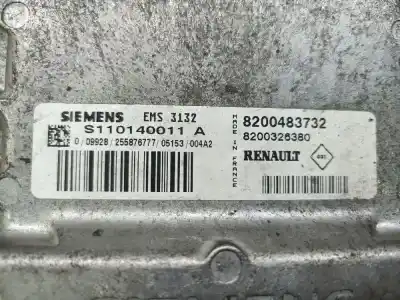 SIEMENS EMS 3132
S110140011 A
0/09928/255876777/05153/004A2
MADE IN FRANCE
8200483732
8200326380
RENAULT